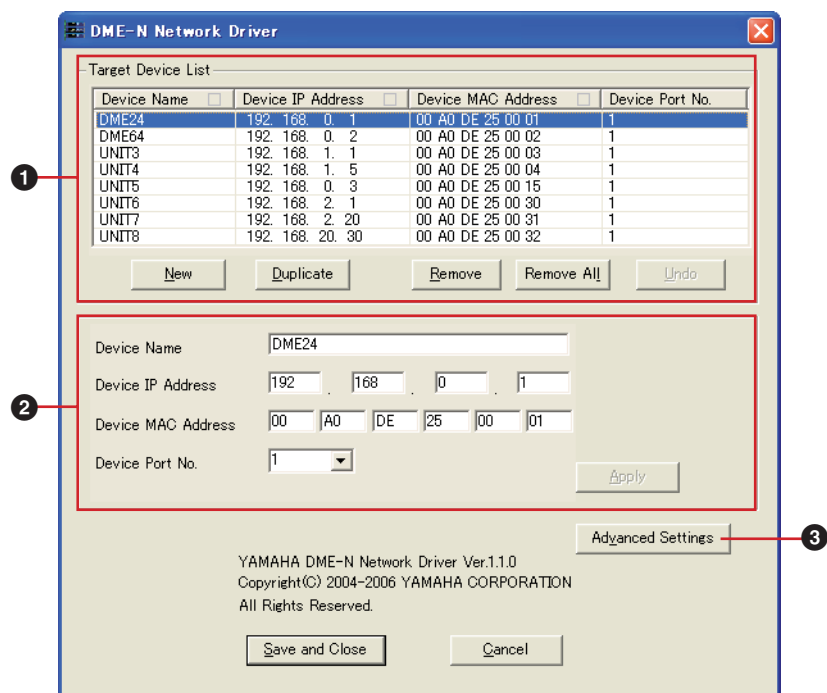 DME-N Network Driver
Target Device List
Device Name Device IP Address Device MAC Address Device Port No.
DME24 192. 168. 0. 1 00 A0 DE 25 00 01 1
DME64 192. 168. 0. 2 00 A0 DE 25 00 02 1
UNIT3 192. 168. 1. 1 00 A0 DE 25 00 03 1
UNIT4 192. 168. 1. 5 00 A0 DE 25 00 04 1
UNIT5 192. 168. 0. 3 00 A0 DE 25 00 15 1
UNIT6 192. 168. 2. 1 00 A0 DE 25 00 30 1
UNIT7 192. 168. 2. 20 00 A0 DE 25 00 31 1
UNIT8 192. 168. 20. 30 00 A0 DE 25 00 32 1
1
New Duplicate Remove Remove All Undo
Device Name DME24
Device IP Address 192 . 168 . 0 . 1
2
Device MAC Address 00 A0 DE 25 00 01
Device Port No. 1
Apply
Advanced Settings 3
YAMAHA DME-N Network Driver Ver.1.1.0
Copyright(C) 2004-2006 YAMAHA CORPORATION
All Rights Reserved.
Save and Close Cancel